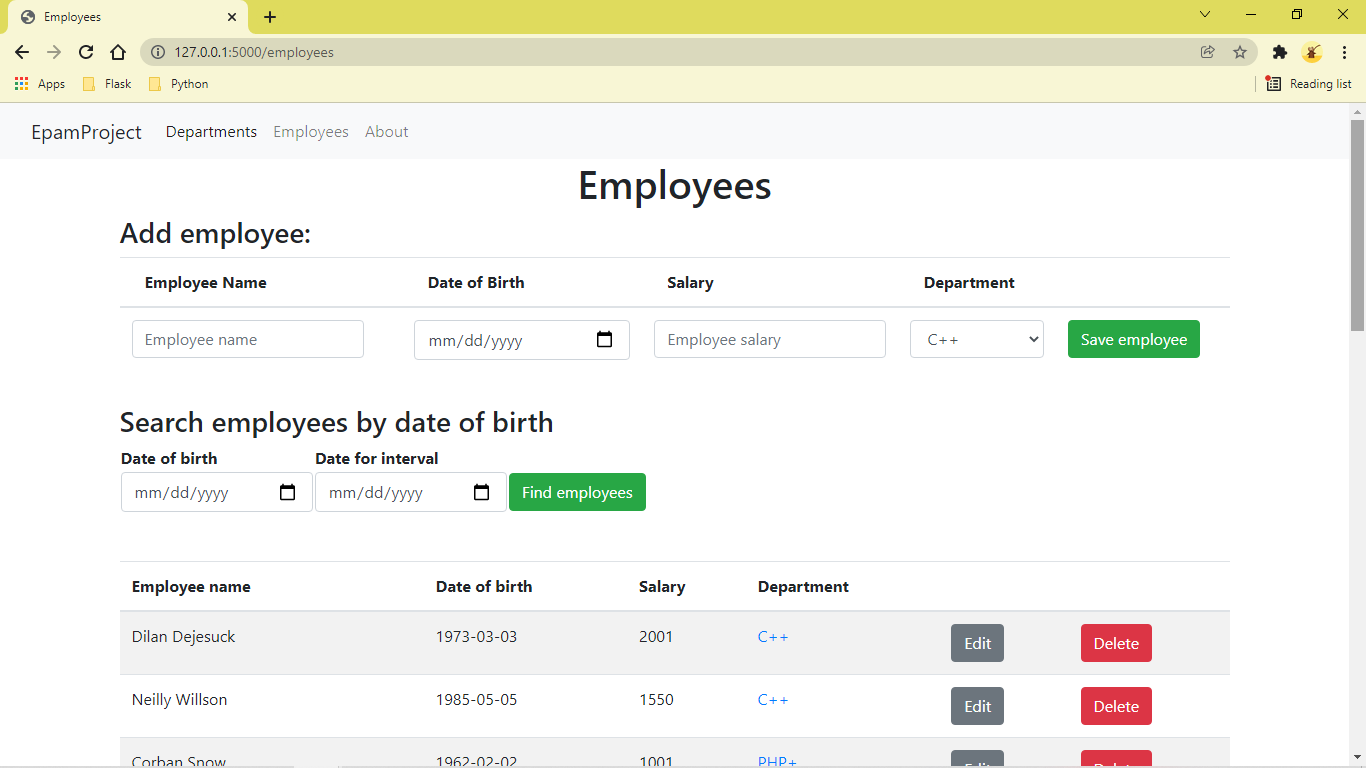 Employees
127.0.0.1:5000/employees
Apps Flask Python Reading list
EpamProject Departments Employees About
Employees
Add employee:
Employee Name Date of Birth Salary Department
Employee name mm/dd/yyyy Employee salary C++ Save employee
Search employees by date of birth
Date of birth Date for interval
mm/dd/yyyy mm/dd/yyyy Find employees
Employee name Date of birth Salary Department
Dilan Dejesuck 1973-03-03 2001 C++ Edit Delete
Neilly Willson 1985-05-05 1550 C++ Edit Delete
Corban Snow 1962-02-02 1001 PHP+ Edit Delete